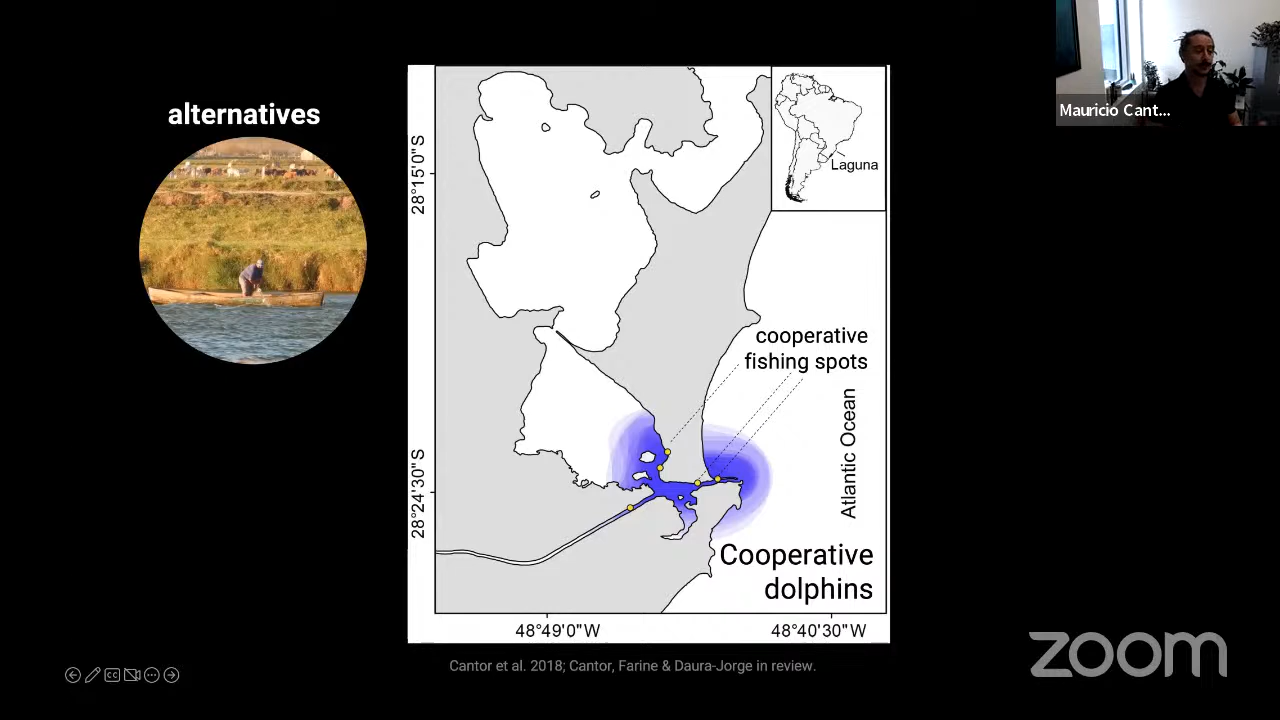 alternatives
28°15'0"S
28°24'30"S
Laguna
cooperative
fishing spots
Atlantic Ocean
Cooperative
dolphins
48°49'0"W
48°40'30"W
Cantor et al. 2018; Cantor, Farine & Daura-Jorge in review.
Mauricio Cant...
zoom
CC